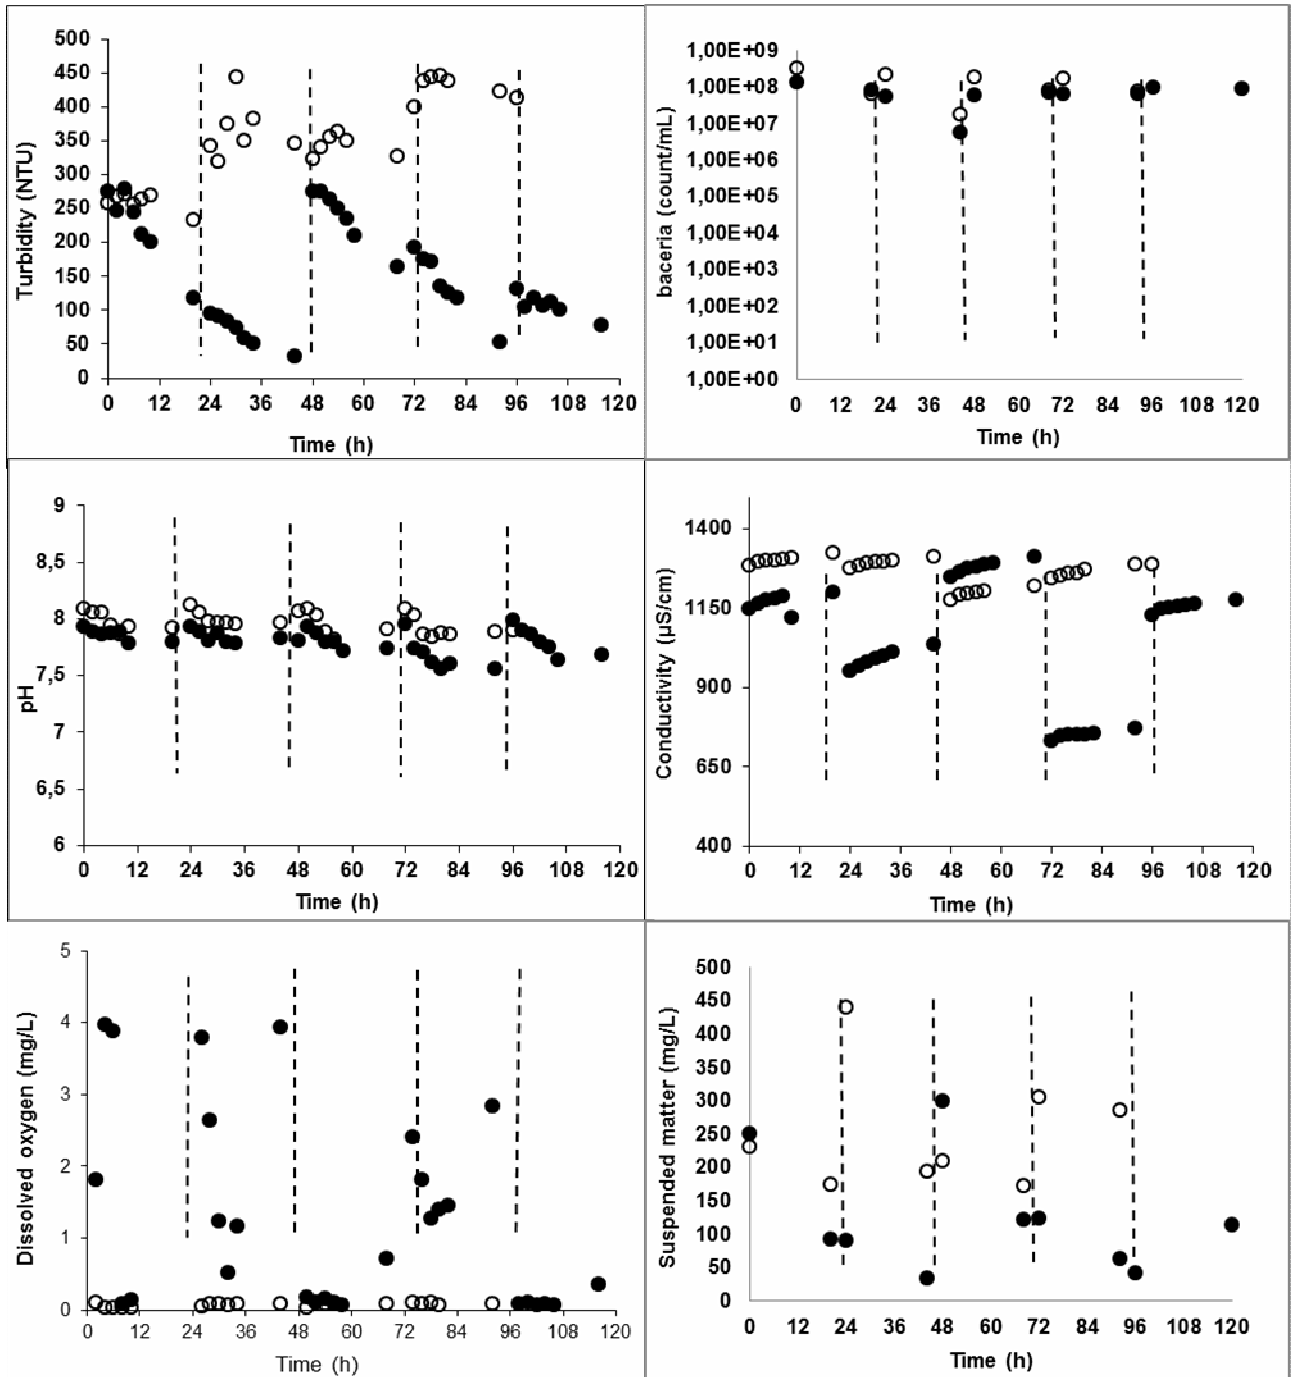 500
450
400
350
300
250
200
150
100
50
0
Turbidity (NTU)
0 12 24 36 48 60 72 84 96 108 120
Time (h)
1,00E+09
1,00E+08
1,00E+07
1,00E+06
1,00E+05
1,00E+04
1,00E+03
1,00E+02
1,00E+01
1,00E+00
baceria (count/mL)
0 12 24 36 48 60 72 84 96 108 120
Time (h)
9
8,5
8
7,5
7
6,5
6
pH
0 12 24 36 48 60 72 84 96 108 120
Time (h)
1400
1150
900
650
400
Conductivity (µS/cm)
0 12 24 36 48 60 72 84 96 108 120
Time (h)
5
4
3
2
1
0
Dissolved oxygen (mg/L)
0 12 24 36 48 60 72 84 96 108 120
Time (h)
500
450
400
350
300
250
200
150
100
50
0
Suspended matter (mg/L)
0 12 24 36 48 60 72 84 96 108 120
Time (h)